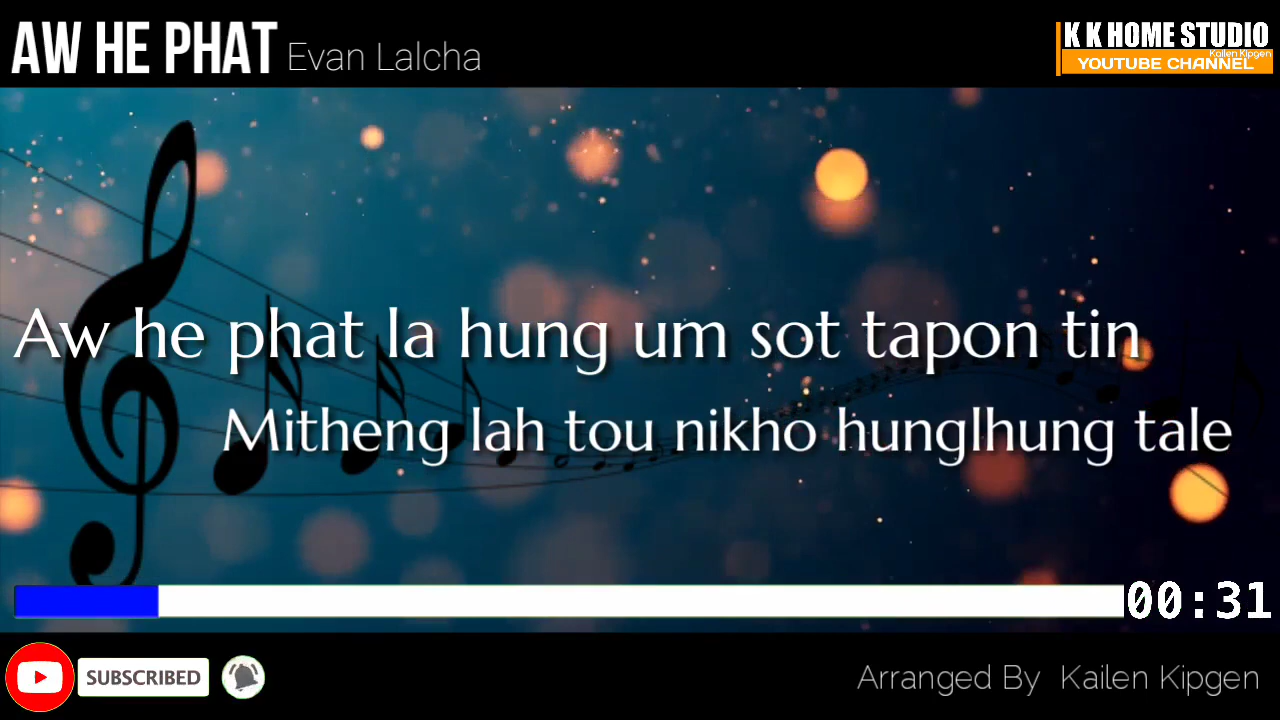 AW HE PHAT Evan Lalcha
K K HOME STUDIO
Kailen Kipgen
YOUTUBE CHANNEL
Aw he phat la hung um sot tapon tin
Mitheng lah tou nikho hunglhung tale
00:31
SUBSCRIBED
Arranged By Kailen Kipgen